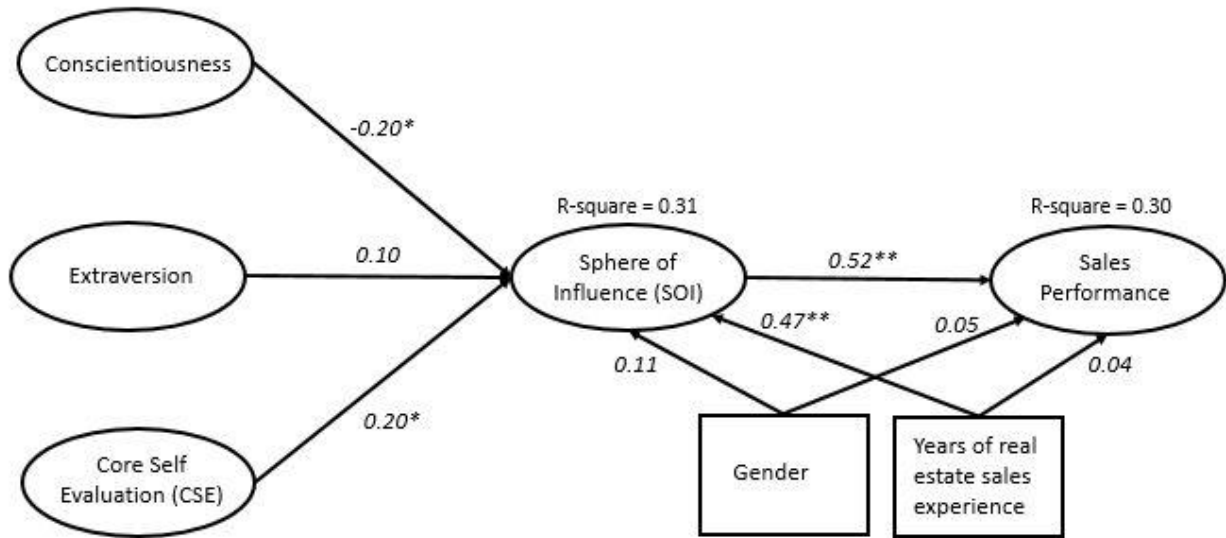 Conscientiousness
-0.20*
R-square = 0.31
R-square = 0.30
Extraversion
0.10
Sphere of
Influence (SOI)
0.52**
Sales
Performance
0.47**
0.05
0.11
0.04
0.20*
Core Self
Evaluation (CSE)
Gender
Years of real
estate sales
experience